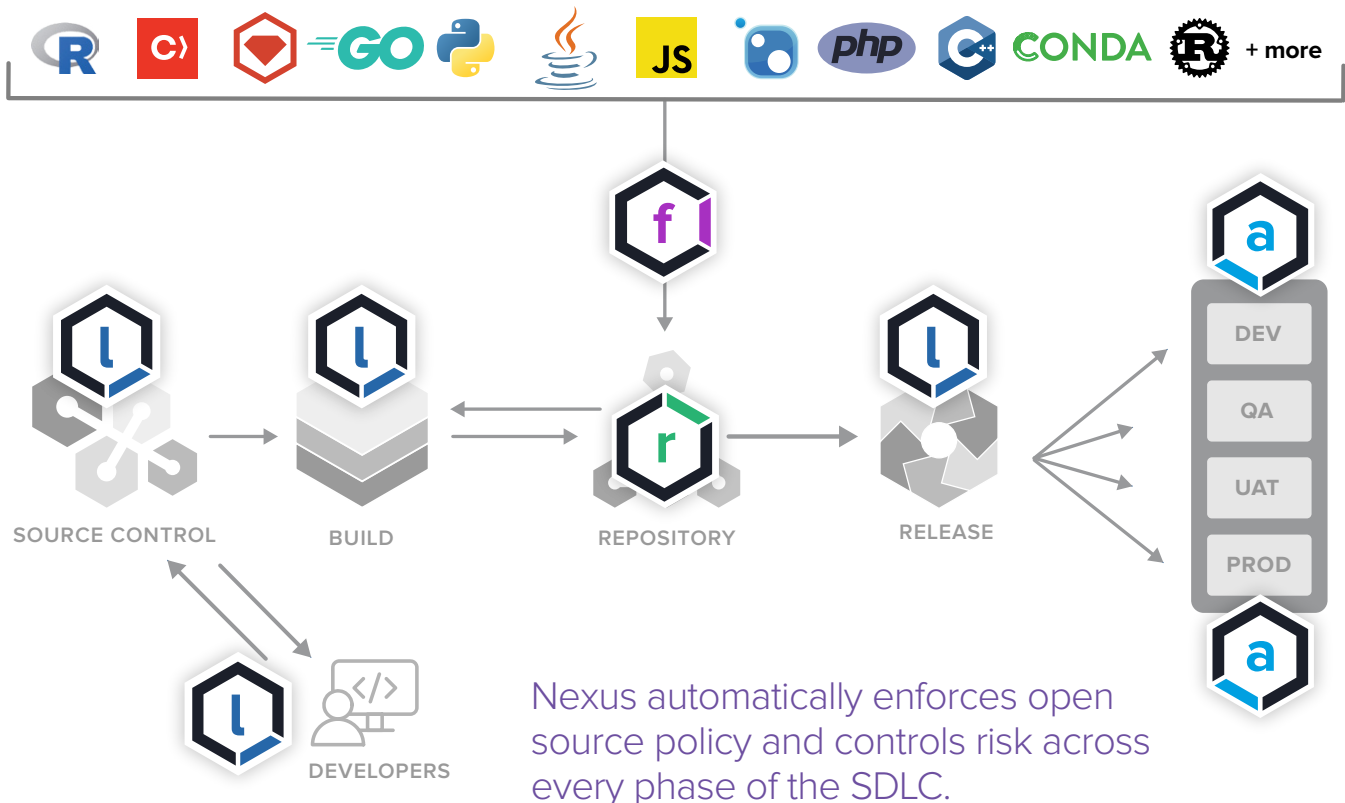 R C⟩ GO JS php C++ CONDA R + more
f
a
l l l
DEV
QA
r
UAT
SOURCE CONTROL BUILD REPOSITORY RELEASE
PROD
a
l
</>
DEVELOPERS
Nexus automatically enforces open
source policy and controls risk across
every phase of the SDLC.